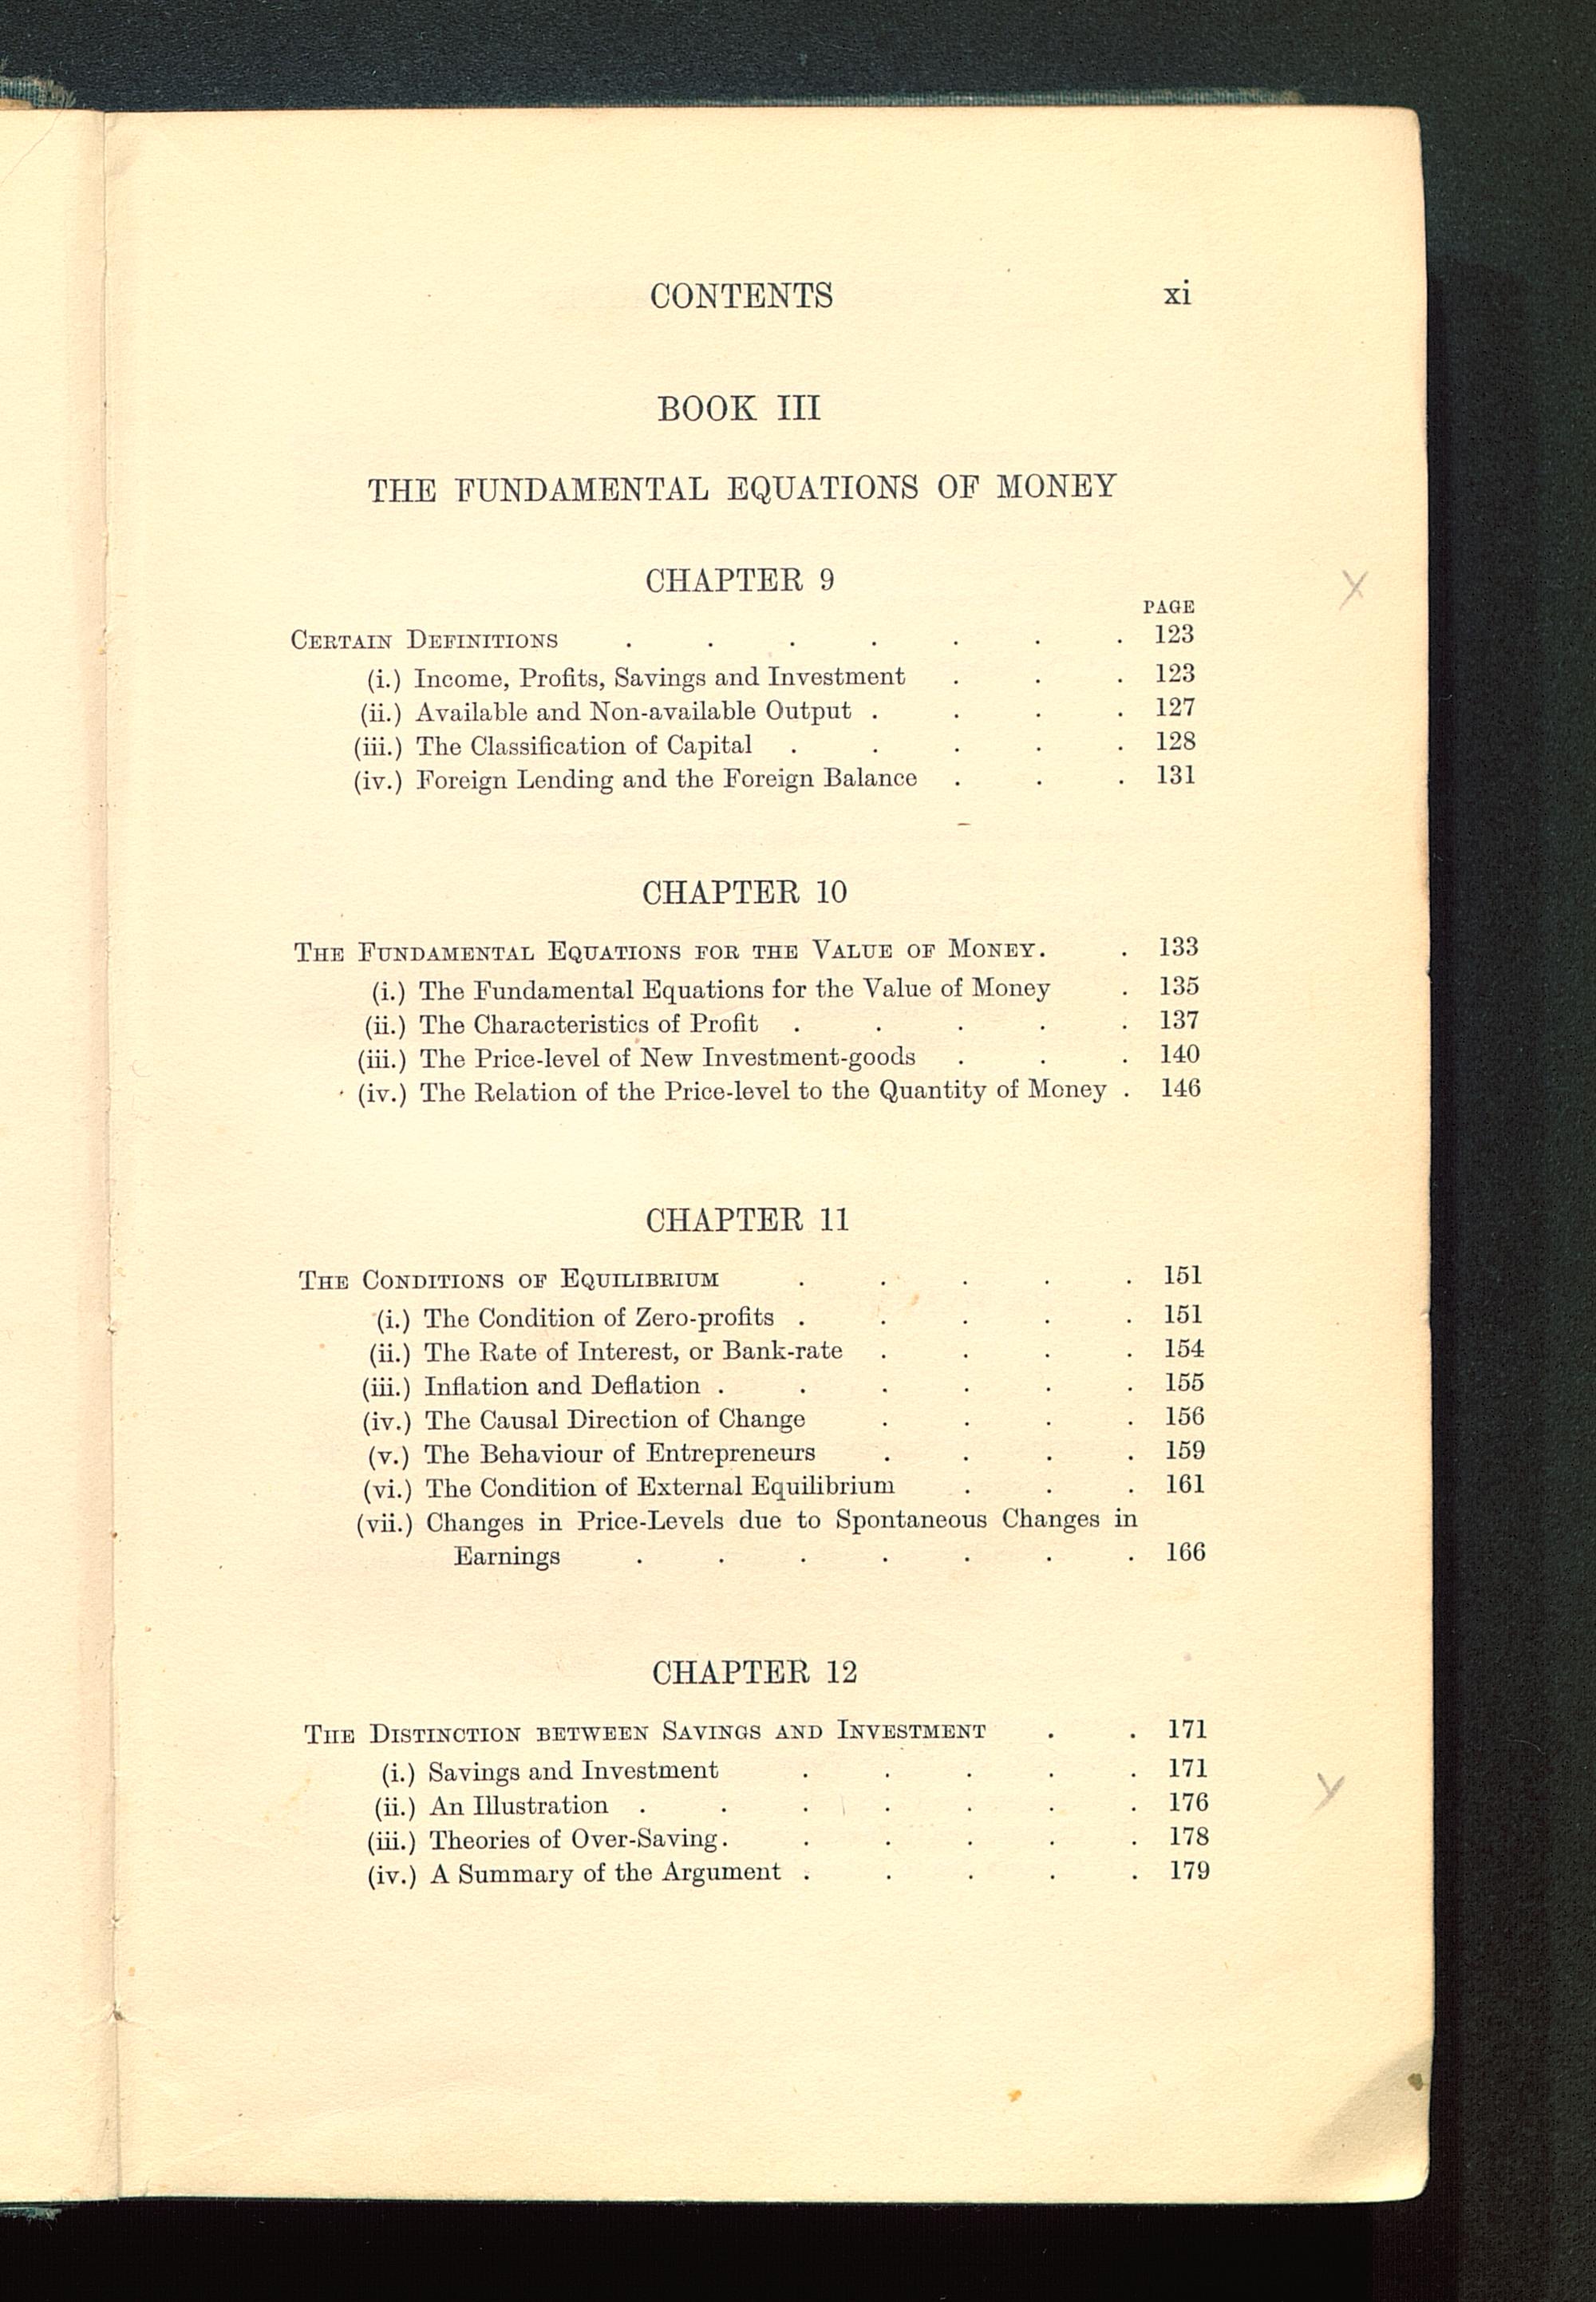 CONTENTS xi
BOOK III
THE FUNDAMENTAL EQUATIONS OF MONEY
CHAPTER 9
PAGE
CERTAIN DEFINITIONS . . . . . . . 123
(i.) Income, Profits, Savings and Investment . . . 123
(ii.) Available and Non-available Output . . . . 127
(iii.) The Classification of Capital . . . . . 128
(iv.) Foreign Lending and the Foreign Balance . . . 131
CHAPTER 10
THE FUNDAMENTAL EQUATIONS FOR THE VALUE OF MONEY . . 133
(i.) The Fundamental Equations for the Value of Money . 135
(ii.) The Characteristics of Profit . . . . . 137
(iii.) The Price-level of New Investment-goods . . . 140
(iv.) The Relation of the Price-level to the Quantity of Money . 146
CHAPTER 11
THE CONDITIONS OF EQUILIBRIUM . . . . . 151
(i.) The Condition of Zero-profits . . . . . 151
(ii.) The Rate of Interest, or Bank-rate . . . . 154
(iii.) Inflation and Deflation . . . . . . 155
(iv.) The Causal Direction of Change . . . . 156
(v.) The Behaviour of Entrepreneurs . . . . 159
(vi.) The Condition of External Equilibrium . . . 161
(vii.) Changes in Price-Levels due to Spontaneous Changes in
Earnings . . . . . . . 166
CHAPTER 12
THE DISTINCTION BETWEEN SAVINGS AND INVESTMENT . . 171
(i.) Savings and Investment . . . . . 171
(ii.) An Illustration . . . . . . . 176
(iii.) Theories of Over-Saving . . . . . . 178
(iv.) A Summary of the Argument . . . . . 179